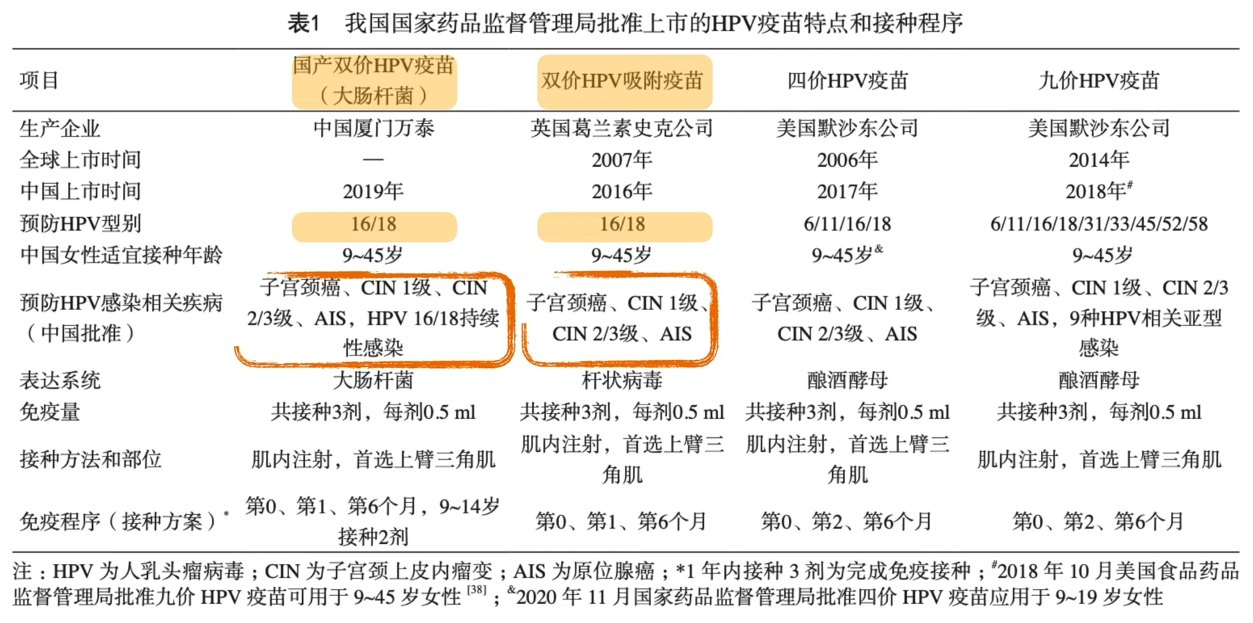 表1 我国国家药品监督管理局批准上市的HPV疫苗特点和接种程序
项目 国产双价HPV疫苗（大肠杆菌） 双价HPV吸附疫苗 四价HPV疫苗 九价HPV疫苗
生产企业 中国厦门万泰 英国葛兰素史克公司 美国默沙东公司 美国默沙东公司
全球上市时间 — 2007年 2006年 2014年
中国上市时间 2019年 2016年 2017年 2018年#
预防HPV型别 16/18 16/18 6/11/16/18 6/11/16/18/31/33/45/52/58
中国女性适宜接种年龄 9~45岁 9~45岁 9~45岁& 9~45岁
预防HPV感染相关疾病（中国批准） 子宫颈癌、CIN 1级、CIN 2/3级、AIS，HPV 16/18持续性感染 子宫颈癌、CIN 1级、CIN 2/3级、AIS 子宫颈癌、CIN 1级、CIN 2/3级、AIS 子宫颈癌、CIN 1级、CIN 2/3级、AIS，9种HPV相关亚型感染
表达系统 大肠杆菌 杆状病毒 酿酒酵母 酿酒酵母
免疫量 共接种3剂，每剂0.5 ml 共接种3剂，每剂0.5 ml 共接种3剂，每剂0.5 ml 共接种3剂，每剂0.5 ml
接种方法和部位 肌内注射，首选上臂三角肌 肌内注射，首选上臂三角肌 肌内注射，首选上臂三角肌 肌内注射，首选上臂三角肌
免疫程序（接种方案）* 第0、第1、第6个月，9~14岁接种2剂 第0、第1、第6个月 第0、第2、第6个月 第0、第2、第6个月
注：HPV 为人乳头瘤病毒；CIN 为子宫颈上皮内瘤变；AIS 为原位腺癌；*1 年内接种 3 剂为完成免疫接种；#2018 年 10 月美国食品药品
监督管理局批准九价 HPV 疫苗可用于 9~45 岁女性 [38]；&2020 年 11 月国家药品监督管理局批准四价 HPV 疫苗应用于 9~19 岁女性